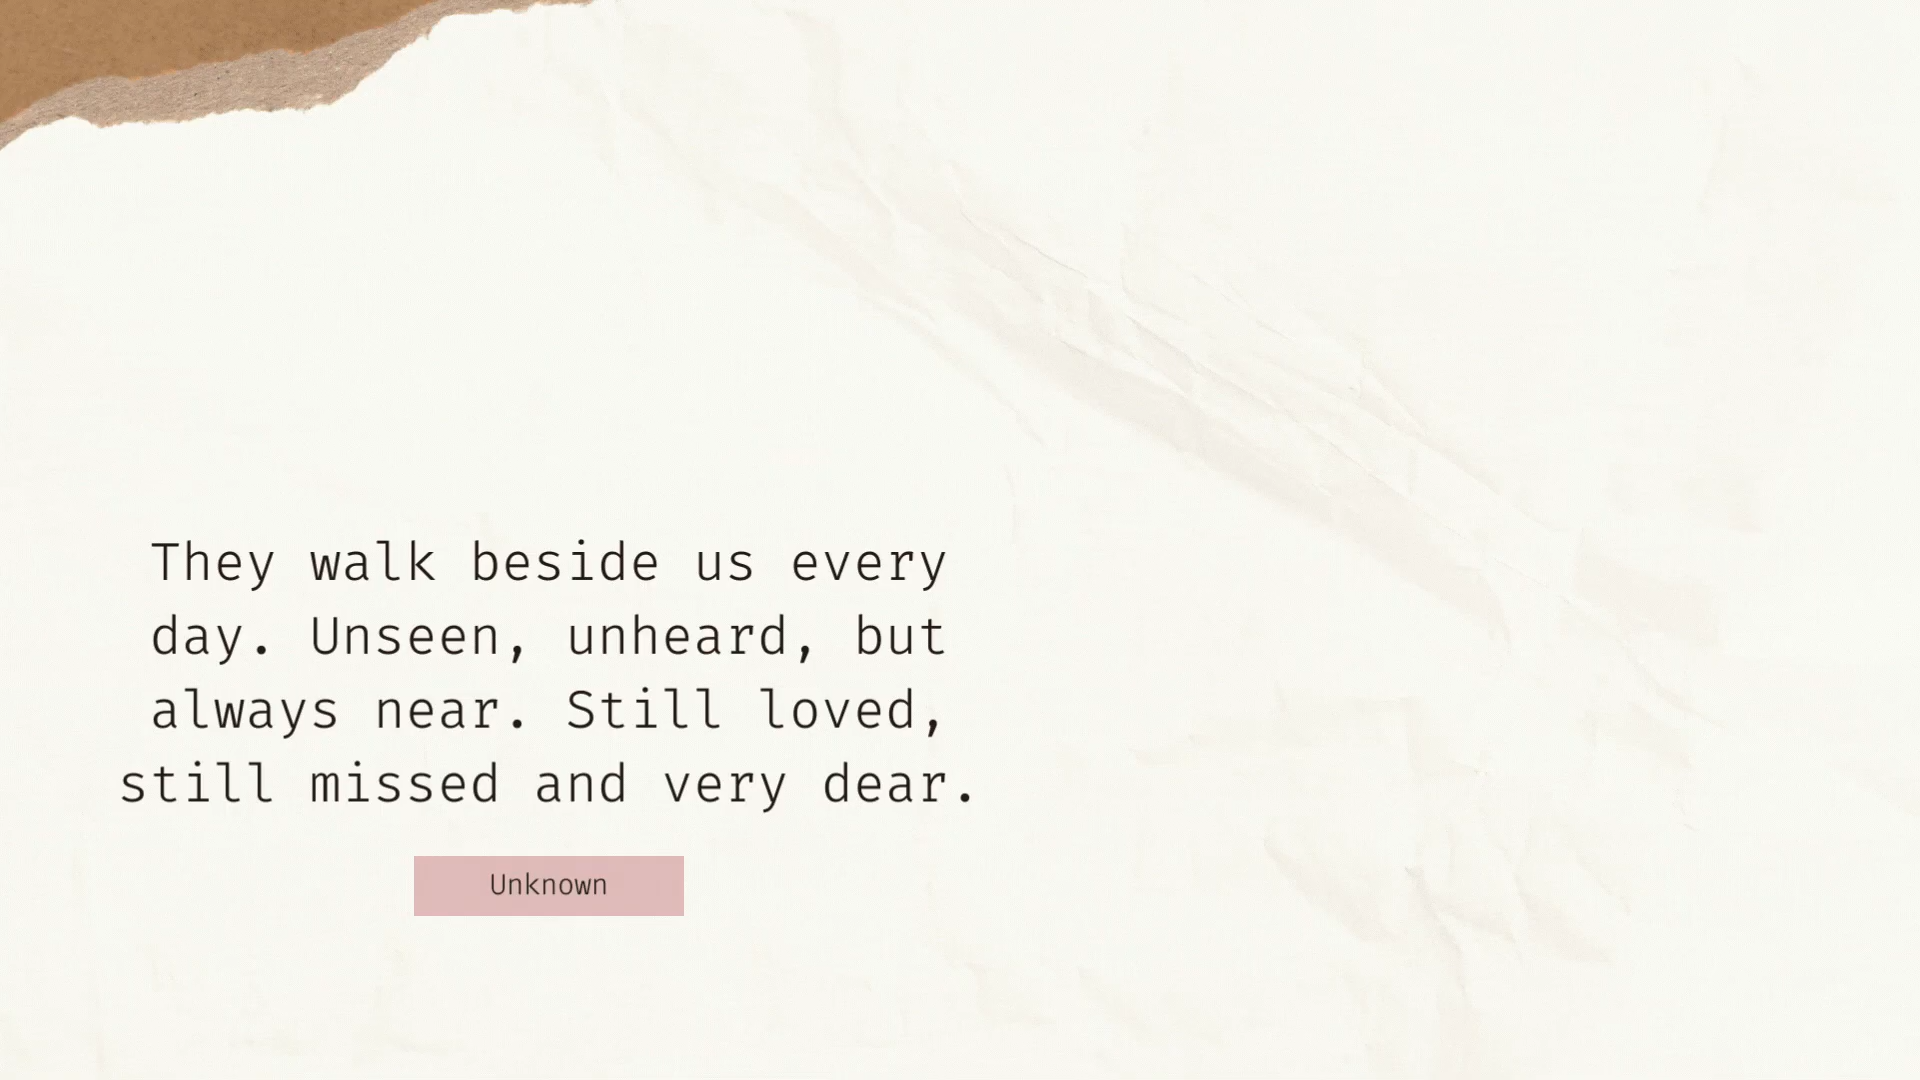 They walk beside us every
day. Unseen, unheard, but
always near. Still loved,
still missed and very dear.
Unknown